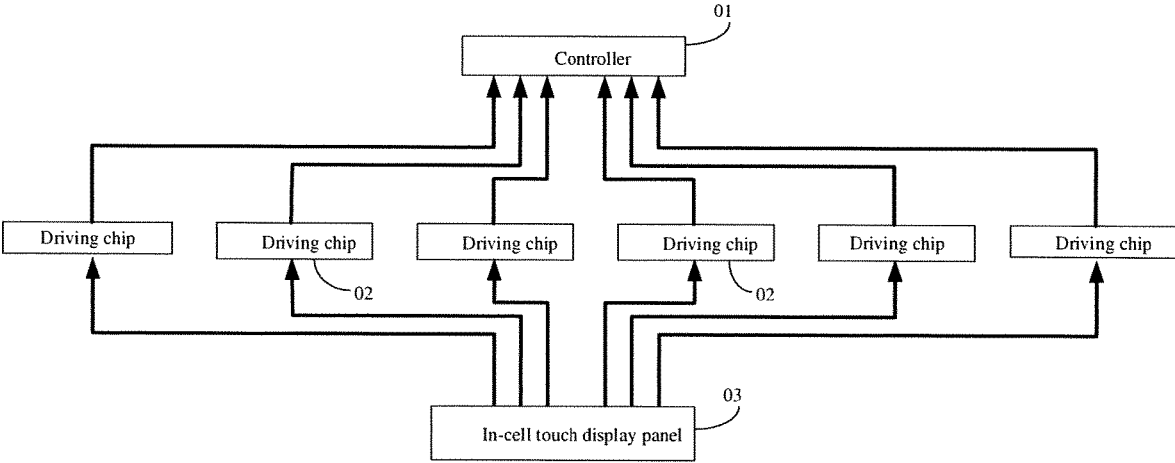 01
Controller
Driving chip
Driving chip
Driving chip
Driving chip
Driving chip
Driving chip
02
02
03
In-cell touch display panel